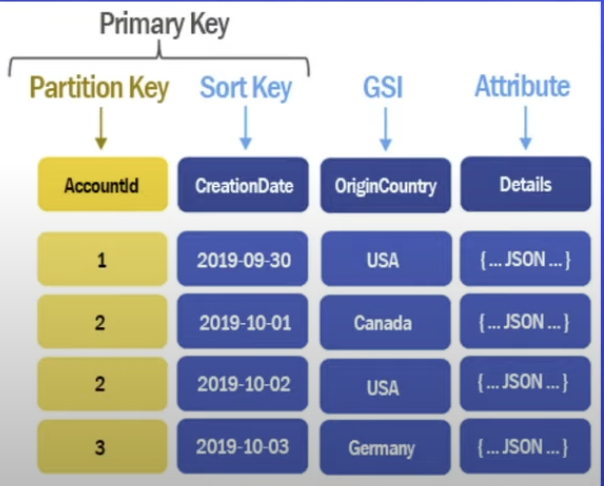 Primary Key
Partition Key Sort Key GSI Attribute
AccountId CreationDate OriginCountry Details
1 2019-09-30 USA {... JSON ...}
2 2019-10-01 Canada {... JSON ...}
2 2019-10-02 USA {... JSON ...}
3 2019-10-03 Germany {... JSON ...}